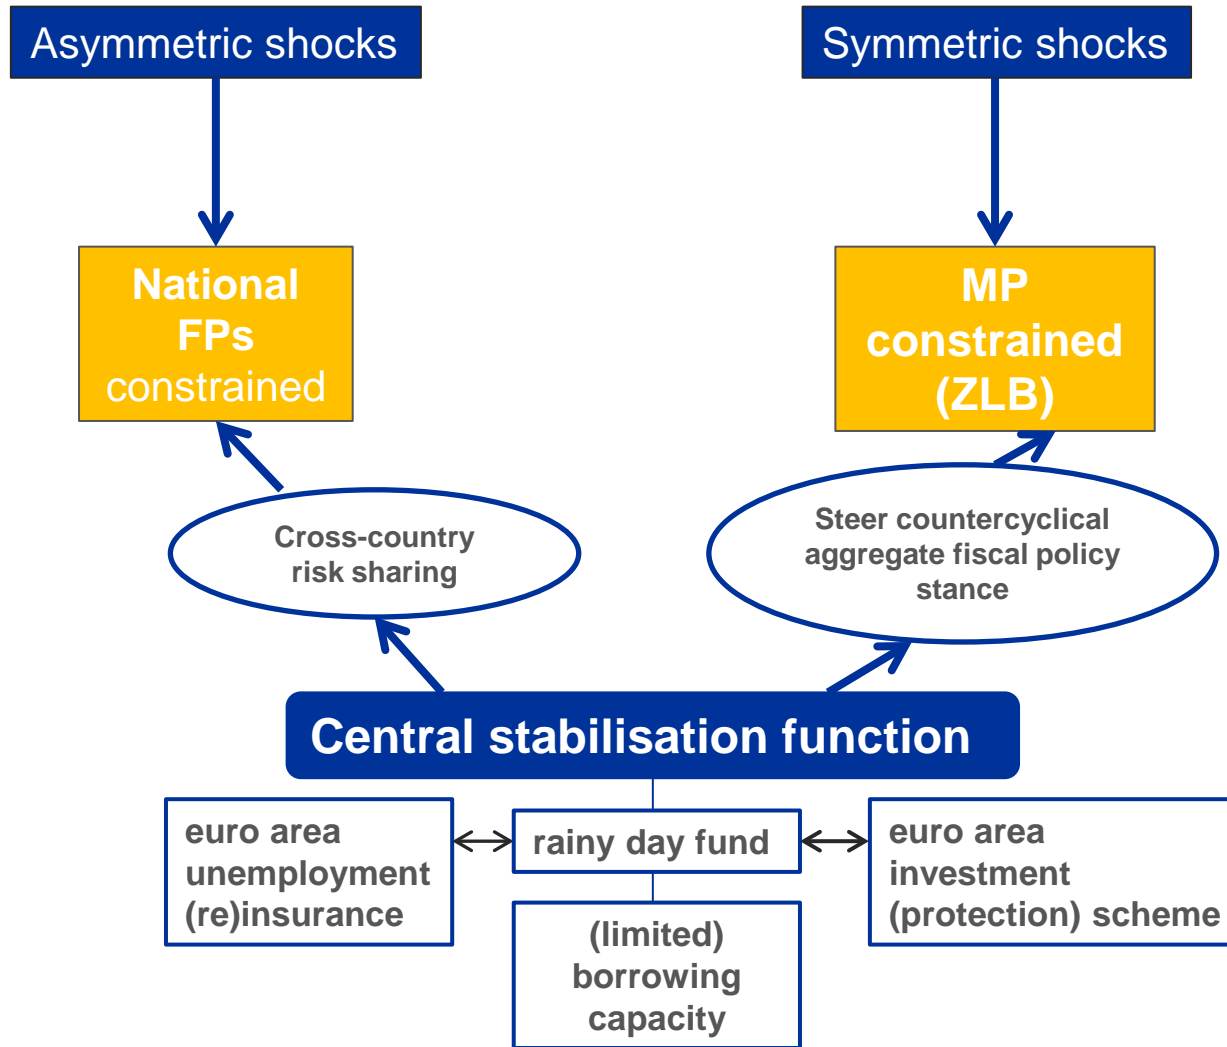 Asymmetric shocks
Symmetric shocks
National
FPs
constrained
MP
constrained
(ZLB)
Cross-country
risk sharing
Steer countercyclical
aggregate fiscal policy
stance
Central stabilisation function
euro area
unemployment
(re)insurance
rainy day fund
euro area
investment
(protection) scheme
(limited)
borrowing
capacity